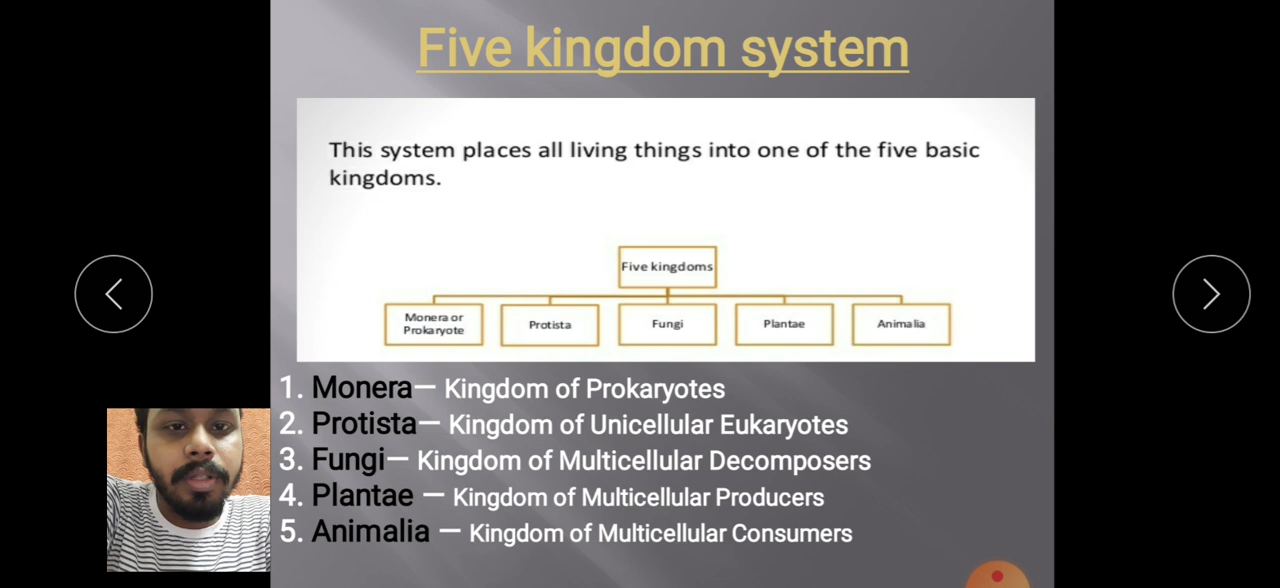 Five kingdom system
This system places all living things into one of the five basic
kingdoms.
Five kingdoms
Monera or
Prokaryote
Protista
Fungi
Plantae
Animalia
1. Monera— Kingdom of Prokaryotes
2. Protista— Kingdom of Unicellular Eukaryotes
3. Fungi— Kingdom of Multicellular Decomposers
4. Plantae — Kingdom of Multicellular Producers
5. Animalia — Kingdom of Multicellular Consumers